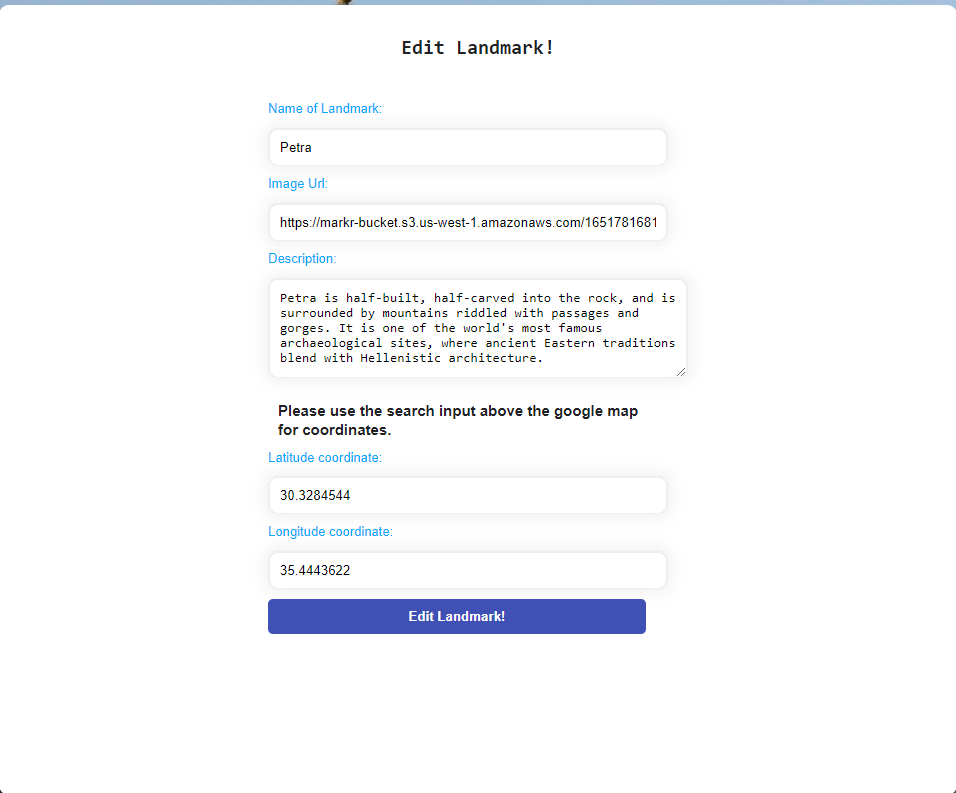 Edit Landmark!
Name of Landmark:
Petra
Image Url:
https://markr-bucket.s3.us-west-1.amazonaws.com/1651781681
Description:
Petra is half-built, half-carved into the rock, and is
surrounded by mountains riddled with passages and
gorges. It is one of the world's most famous
archaeological sites, where ancient Eastern traditions
blend with Hellenistic architecture.
Please use the search input above the google map
for coordinates.
Latitude coordinate:
30.3284544
Longitude coordinate:
35.4443622
Edit Landmark!